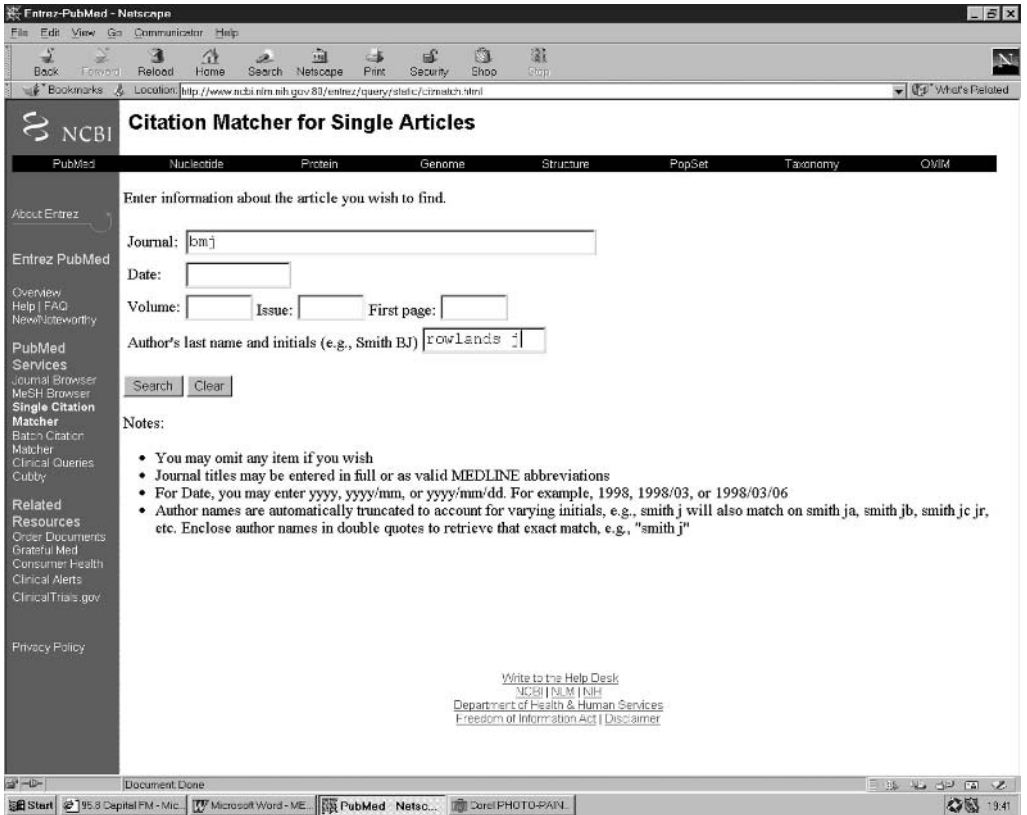 Entrez-PubMed - Netscape
File Edit View Go Communicator Help
Back Forward Reload Home Search Netscape Print Security Shop Stop
N
Bookmarks Location: http://www.ncbi.nlm.nih.gov:80/entrez/query/static/citmatch.html What's Related
NCBI Citation Matcher for Single Articles
PubMed Nucleotide Protein Genome Structure PopSet Taxonomy OMIM
About Entrez
Entrez PubMed
Overview
Help | FAQ
New/Noteworthy
PubMed
Services
Journal Browser
MeSH Browser
Single Citation
Matcher
Batch Citation
Matcher
Clinical Queries
Cubby
Related
Resources
Order Documents
Grateful Med
Consumer Health
Clinical Alerts
ClinicalTrials.gov
Privacy Policy
Enter information about the article you wish to find.
Journal: bmj
Date:
Volume: Issue: First page:
Author's last name and initials (e.g., Smith BJ) rowlands j
Search Clear
Notes:
• You may omit any item if you wish
• Journal titles may be entered in full or as valid MEDLINE abbreviations
• For Date, you may enter yyyy, yyyy/mm, or yyyy/mm/dd. For example, 1998, 1998/03, or 1998/03/06
• Author names are automatically truncated to account for varying initials, e.g., smith j will also match on smith ja, smith jb, smith jc jr,
etc. Enclose author names in double quotes to retrieve that exact match, e.g., "smith j"
Write to the Help Desk
NCBI | NLM | NIH
Department of Health & Human Services
Freedom of Information Act | Disclaimer
Document: Done
Start 95.8 Capital FM - Mic... Microsoft Word - ME... PubMed - Netsc... Corel PHOTO-PAIN... 19:41